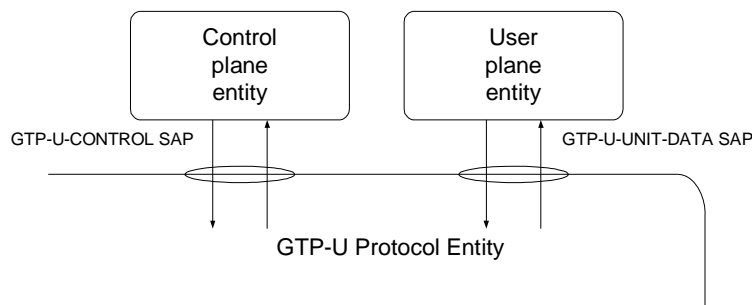 Control
plane
entity
User
plane
entity
GTP-U-CONTROL SAP
GTP-U-UNIT-DATA SAP
GTP-U Protocol Entity